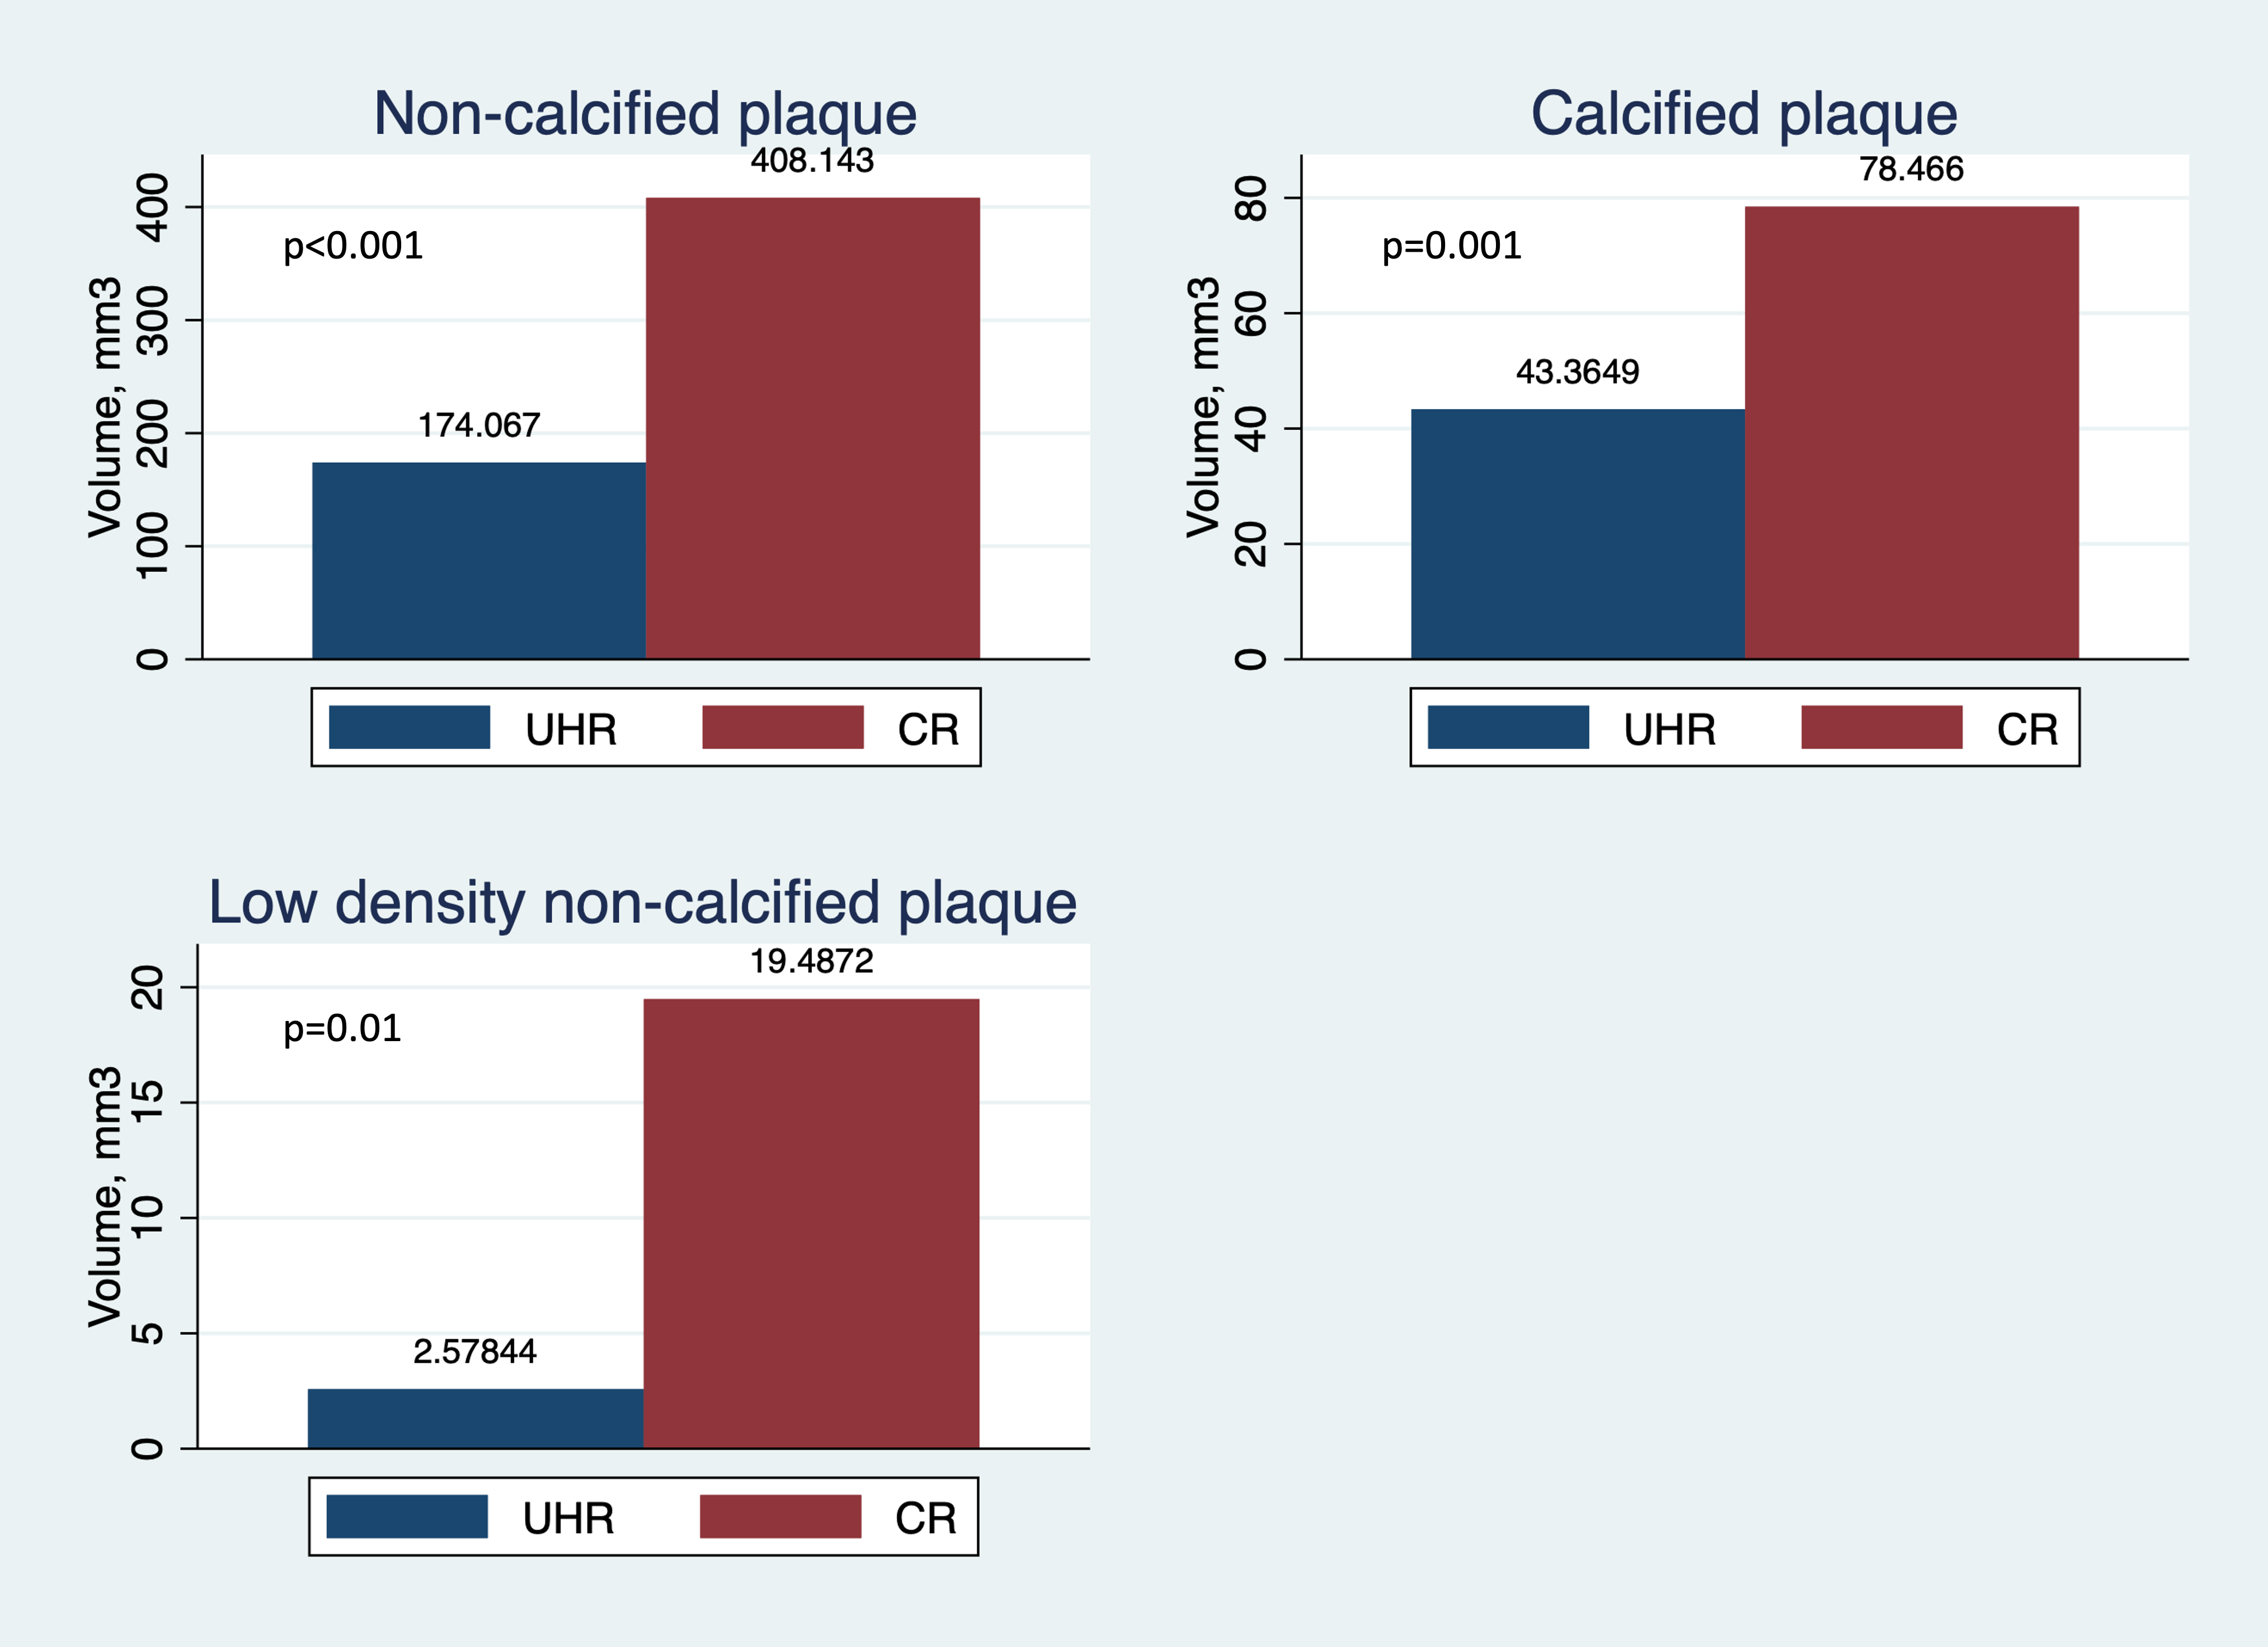 Non-calcified plaque
408.143
400
p<0.001
300
174.067
200
100
0
Volume, mm3
UHR CR
Calcified plaque
78.466
80
p=0.001
60
43.3649
40
20
0
Volume, mm3
UHR CR
Low density non-calcified plaque
19.4872
20
p=0.01
15
10
5
2.57844
0
Volume, mm3
UHR CR